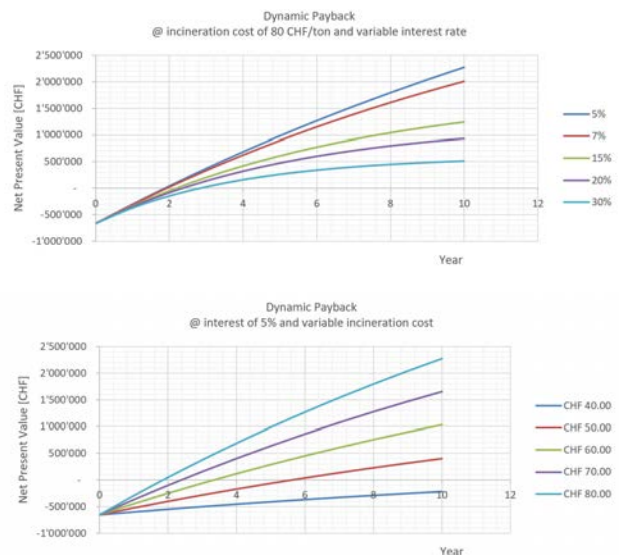 Dynamic Payback
@ incineration cost of 80 CHF/ton and variable interest rate
Net Present Value [CHF]
2'500'000
2'000'000
1'500'000
1'000'000
500'000
-
-500'000
-1'000'000
0 2 4 6 8 10 12
Year
5%
7%
15%
20%
30%
Dynamic Payback
@ interest of 5% and variable incineration cost
Net Present Value [CHF]
2'500'000
2'000'000
1'500'000
1'000'000
500'000
-
-500'000
-1'000'000
0 2 4 6 8 10 12
Year
CHF 40.00
CHF 50.00
CHF 60.00
CHF 70.00
CHF 80.00